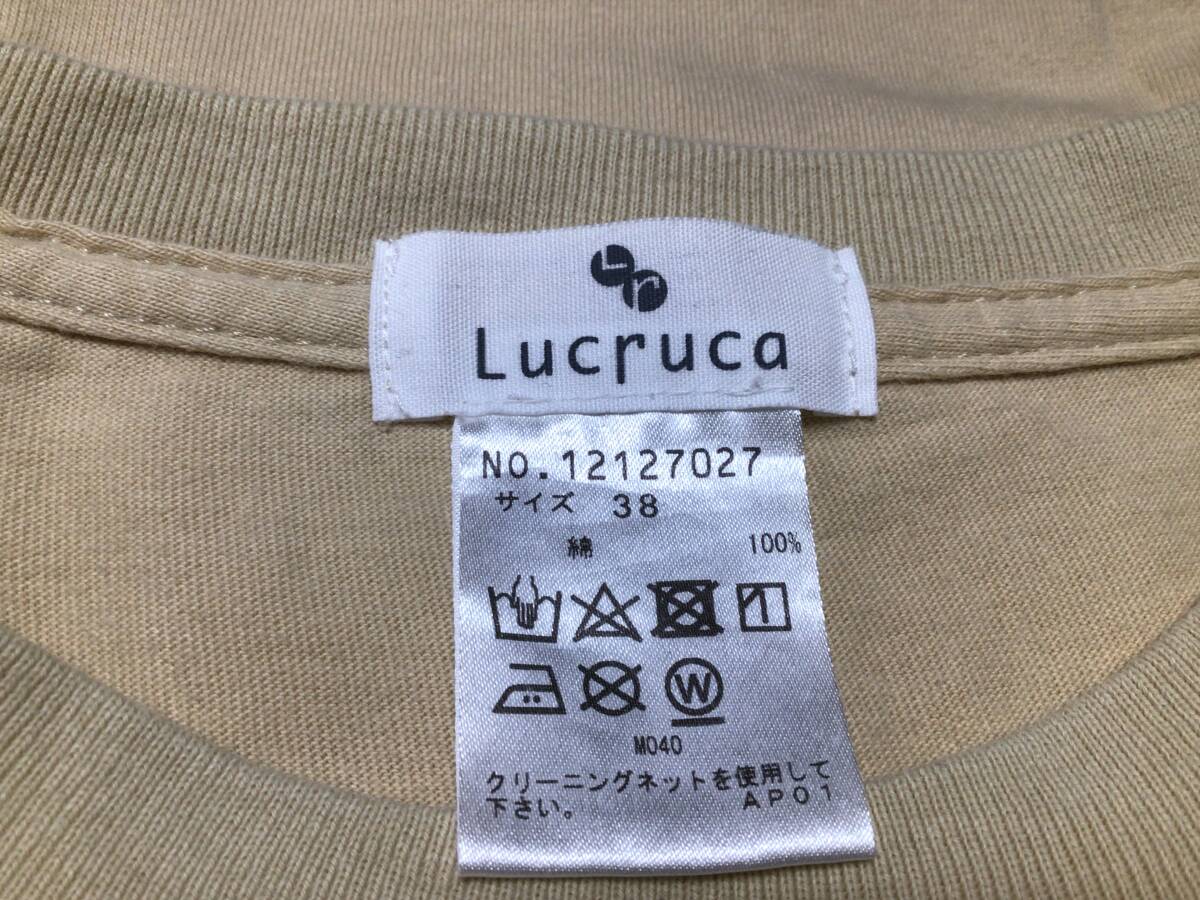 Lr
Lucruca
NO.12127027
サイズ 38
綿 100%
W
M040
クリーニングネットを使用して
下さい。 AP01